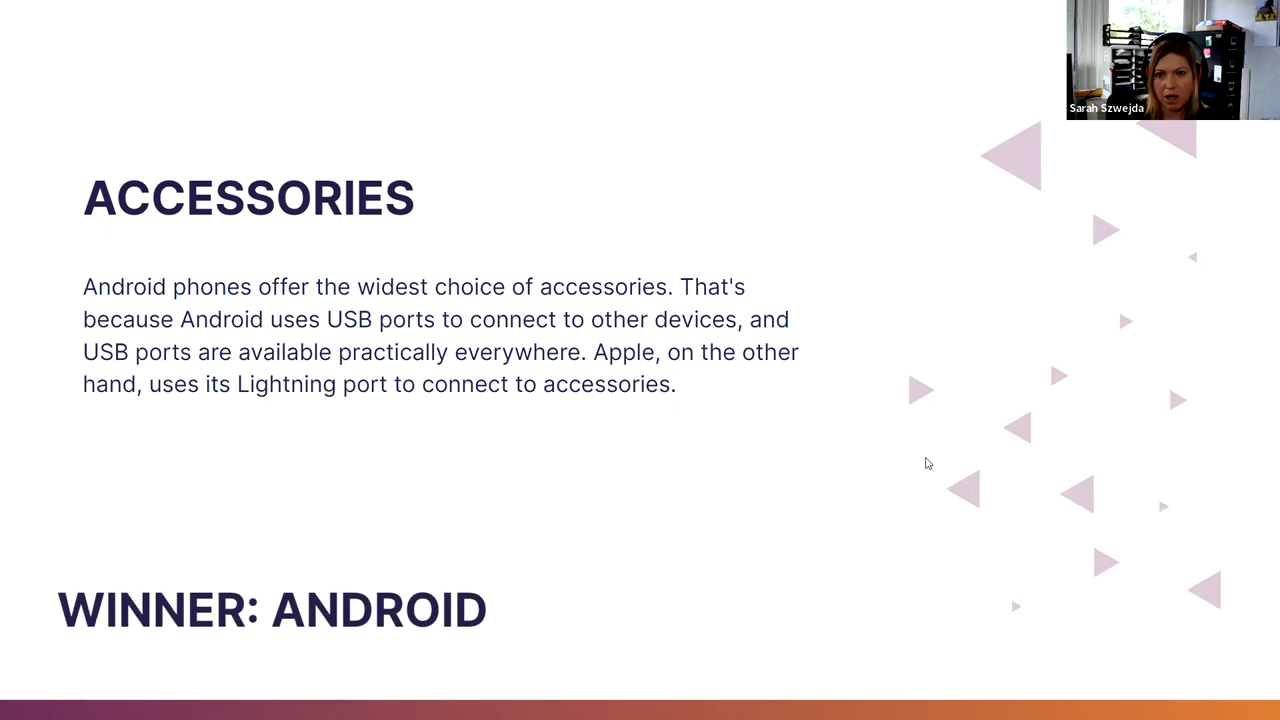 Sarah Szwejda
ACCESSORIES
Android phones offer the widest choice of accessories. That's
because Android uses USB ports to connect to other devices, and
USB ports are available practically everywhere. Apple, on the other
hand, uses its Lightning port to connect to accessories.
WINNER: ANDROID